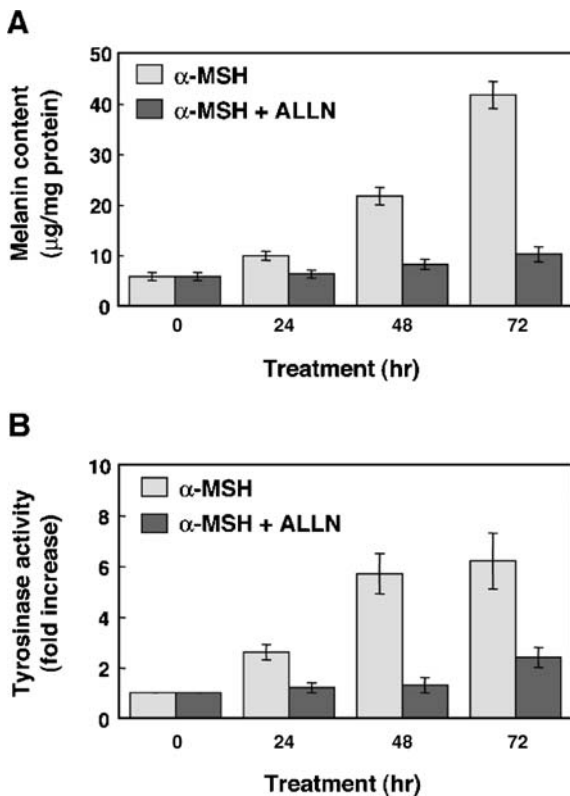 A
α-MSH
α-MSH + ALLN
Melanin content
(µg/mg protein)
50
40
30
20
10
0
0 24 48 72
Treatment (hr)
B
α-MSH
α-MSH + ALLN
Tyrosinase activity
(fold increase)
10
8
6
4
2
0
0 24 48 72
Treatment (hr)